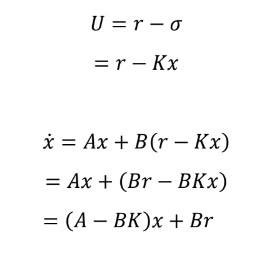 U = r − σ
= r − Kx
ẋ = Ax + B(r − Kx)
= Ax + (Br − BKx)
= (A − BK)x + Br